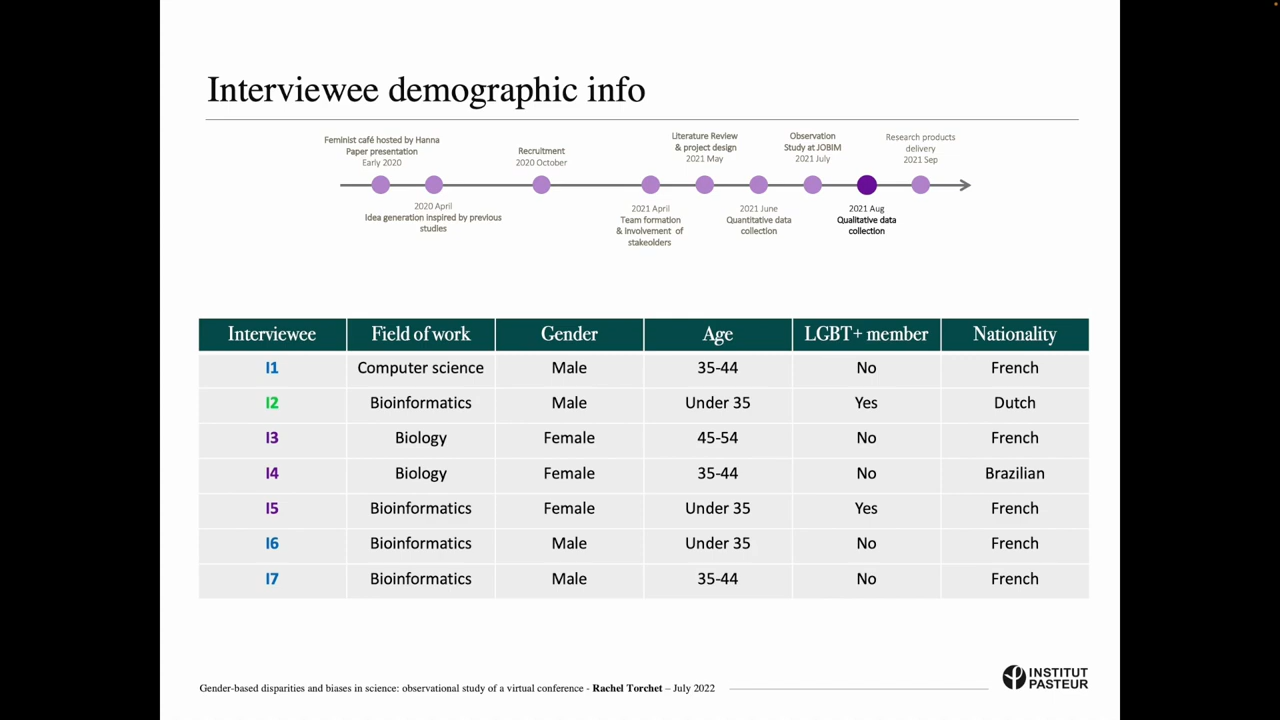 Interviewee demographic info
Feminist café hosted by Hanna
Paper presentation
Early 2020
Recruitment
2020 October
Literature Review
& project design
2021 May
Observation
Study at JOBIM
2021 July
Research products
delivery
2021 Sep
2020 April
Idea generation inspired by previous
studies
2021 April
Team formation
& involvement of
stakeolders
2021 June
Quantitative data
collection
2021 Aug
Qualitative data
collection
Interviewee Field of work Gender Age LGBT+ member Nationality
I1 Computer science Male 35-44 No French
I2 Bioinformatics Male Under 35 Yes Dutch
I3 Biology Female 45-54 No French
I4 Biology Female 35-44 No Brazilian
I5 Bioinformatics Female Under 35 Yes French
I6 Bioinformatics Male Under 35 No French
I7 Bioinformatics Male 35-44 No French
Gender-based disparities and biases in science: observational study of a virtual conference - Rachel Torchet – July 2022
INSTITUT
PASTEUR